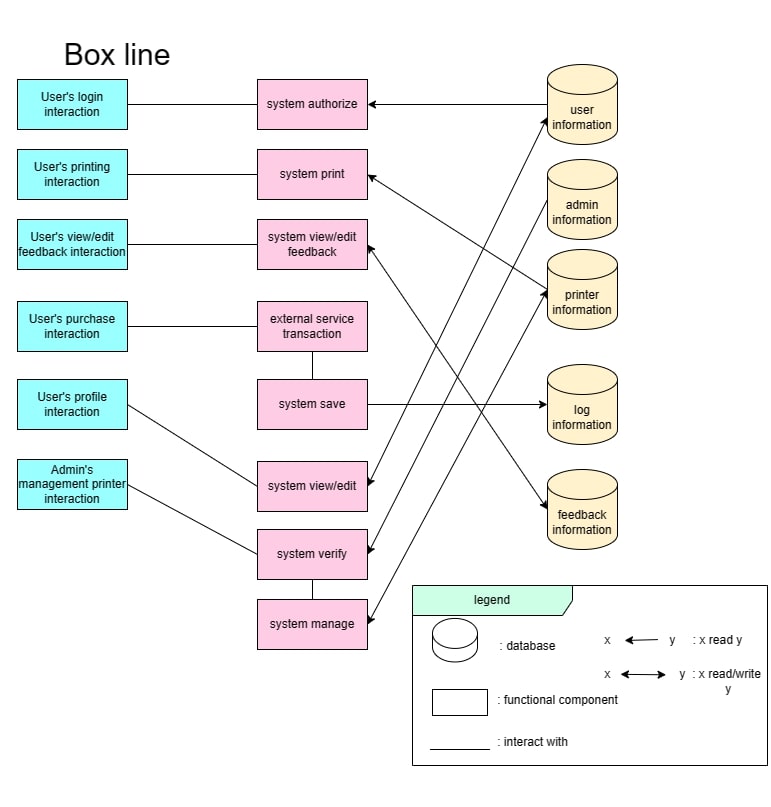 Box line
User's login
interaction
system authorize
user
information
User's printing
interaction
system print
admin
information
User's view/edit
feedback interaction
system view/edit
feedback
printer
information
User's purchase
interaction
external service
transaction
User's profile
interaction
system save
log
information
Admin's
management printer
interaction
system view/edit
feedback
information
system verify
system manage
legend
: database
x y : x read y
x y : x read/write
y
: functional component
: interact with